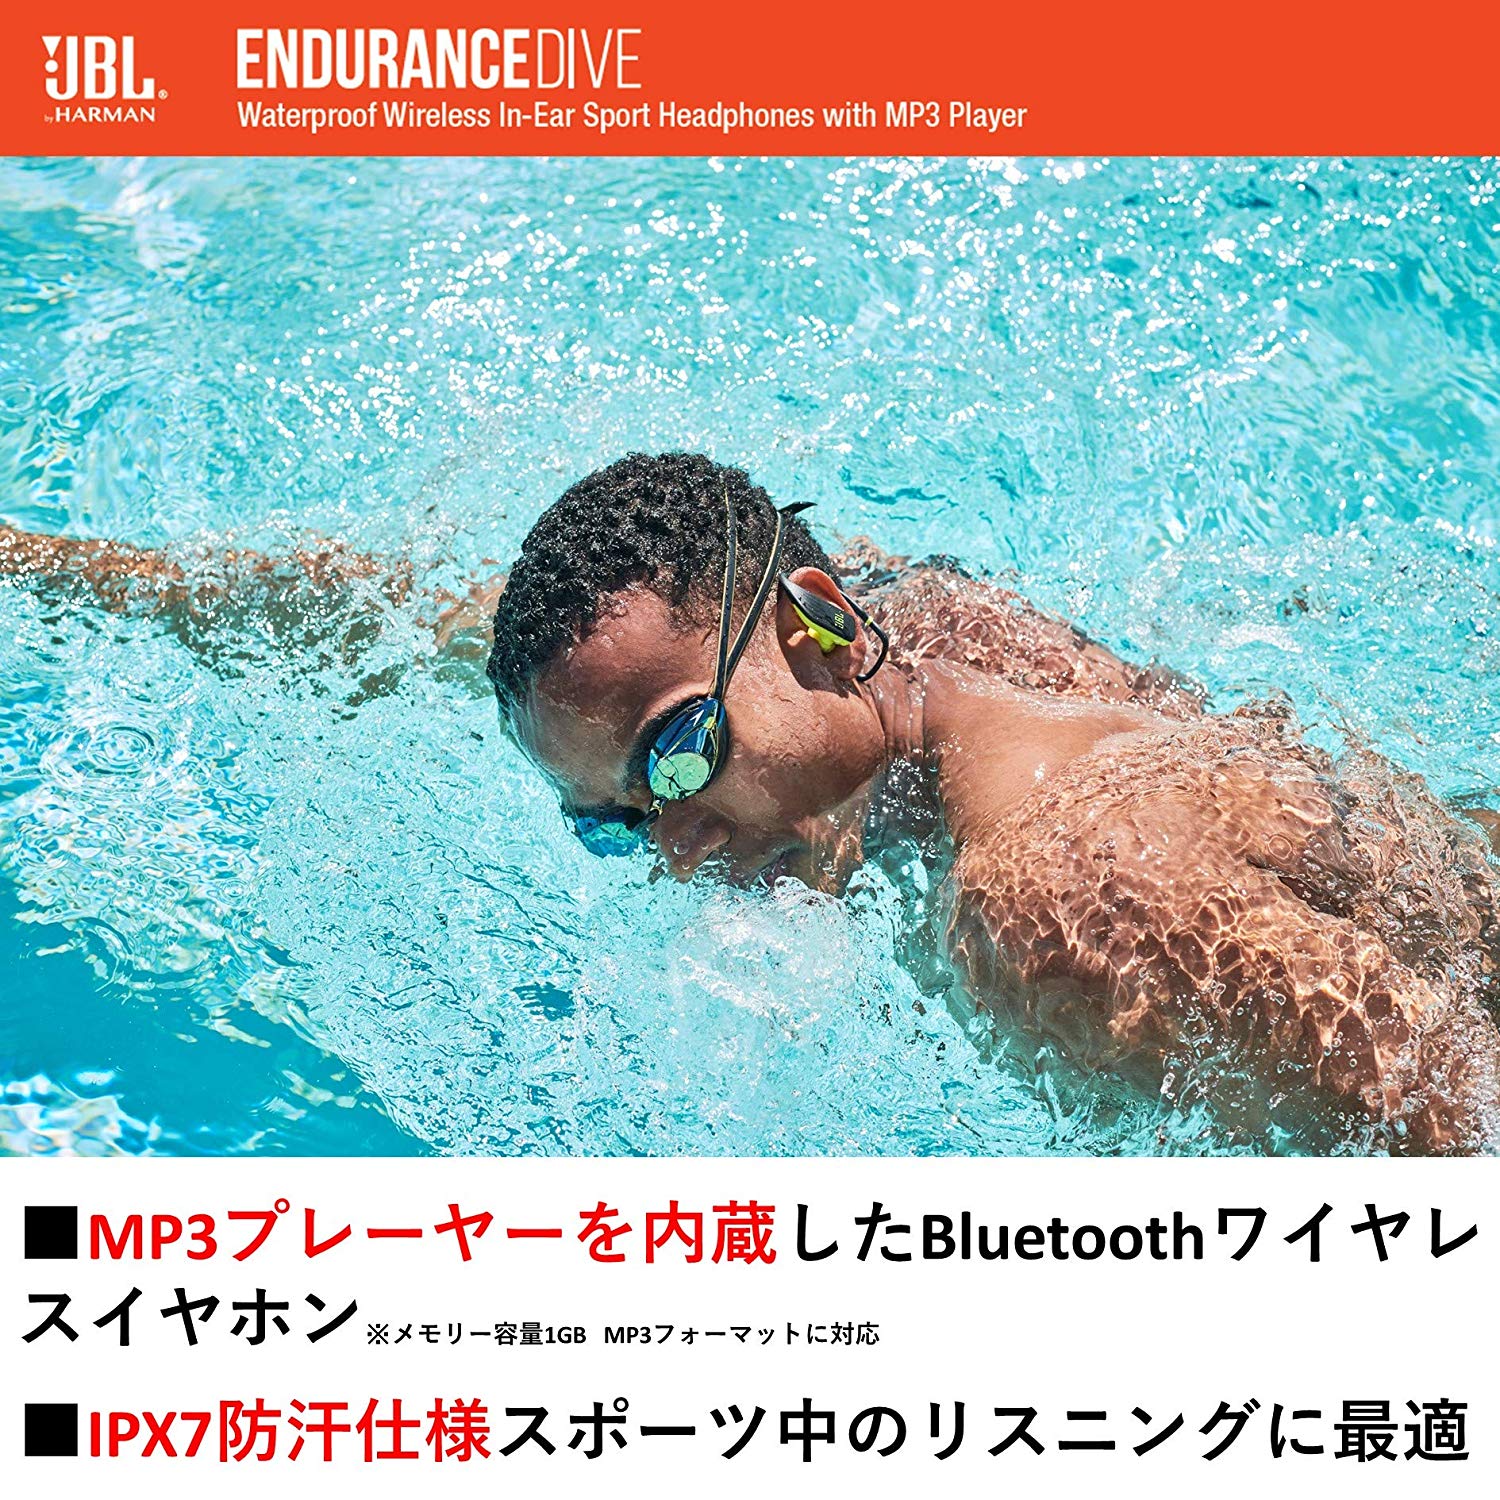 JBL®
by HARMAN
ENDURANCEDIVE
Waterproof Wireless In-Ear Sport Headphones with MP3 Player
JBL
■MP3プレーヤーを内蔵したBluetoothワイヤレ
スイヤホン※メモリー容量1GB MP3フォーマットに対応
■IPX7防汗仕様スポーツ中のリスニングに最適